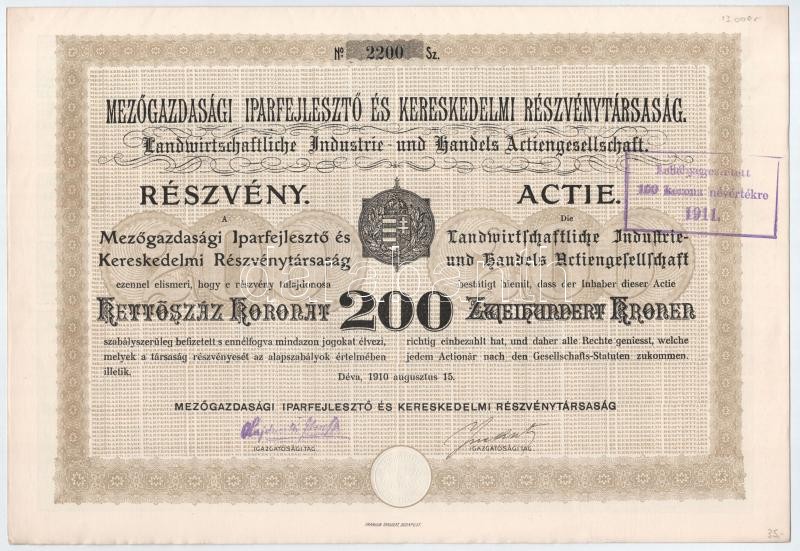 13.000r
No 2200 Sz.
MEZŐGAZDASÁGI IPARFEJLESZTŐ ÉS KERESKEDELMI RÉSZVÉNYTÁRSASÁG.
Landwirtschaftliche Industrie- und Handels Actiengesellschaft.
RÉSZVÉNY.
A
Mezőgazdasági Iparfejlesztő és
Kereskedelmi Részvénytársaság
ezennel elismeri, hogy e részvény tulajdonosa
KETTŐSZÁZ KORONÁT
szabályszerűleg befizetett s ennélfogva mindazon jogokat élvezi,
melyek a társaság részvényesét az alapszabályok értelmében
illetik.
200
ACTIE.
Die
Landwirtschaftliche Industrie-
und Handels Actiengesellschaft
bestätigt hiemit, dass der Inhaber dieser Actie
ZWEIHUNDERT KRONEN
richtig einbezahlt hat, und daher alle Rechte geniesst, welche
jedem Actionär nach den Gesellschafts-Statuten zukommen.
Lebélyegeztetett
100 korona névértékre
1911.
Déva, 1910 augusztus 15.
MEZŐGAZDASÁGI IPARFEJLESZTŐ ÉS KERESKEDELMI RÉSZVÉNYTÁRSASÁG
IGAZGATÓSÁGI TAG.
IGAZGATÓSÁGI TAG.
35.-